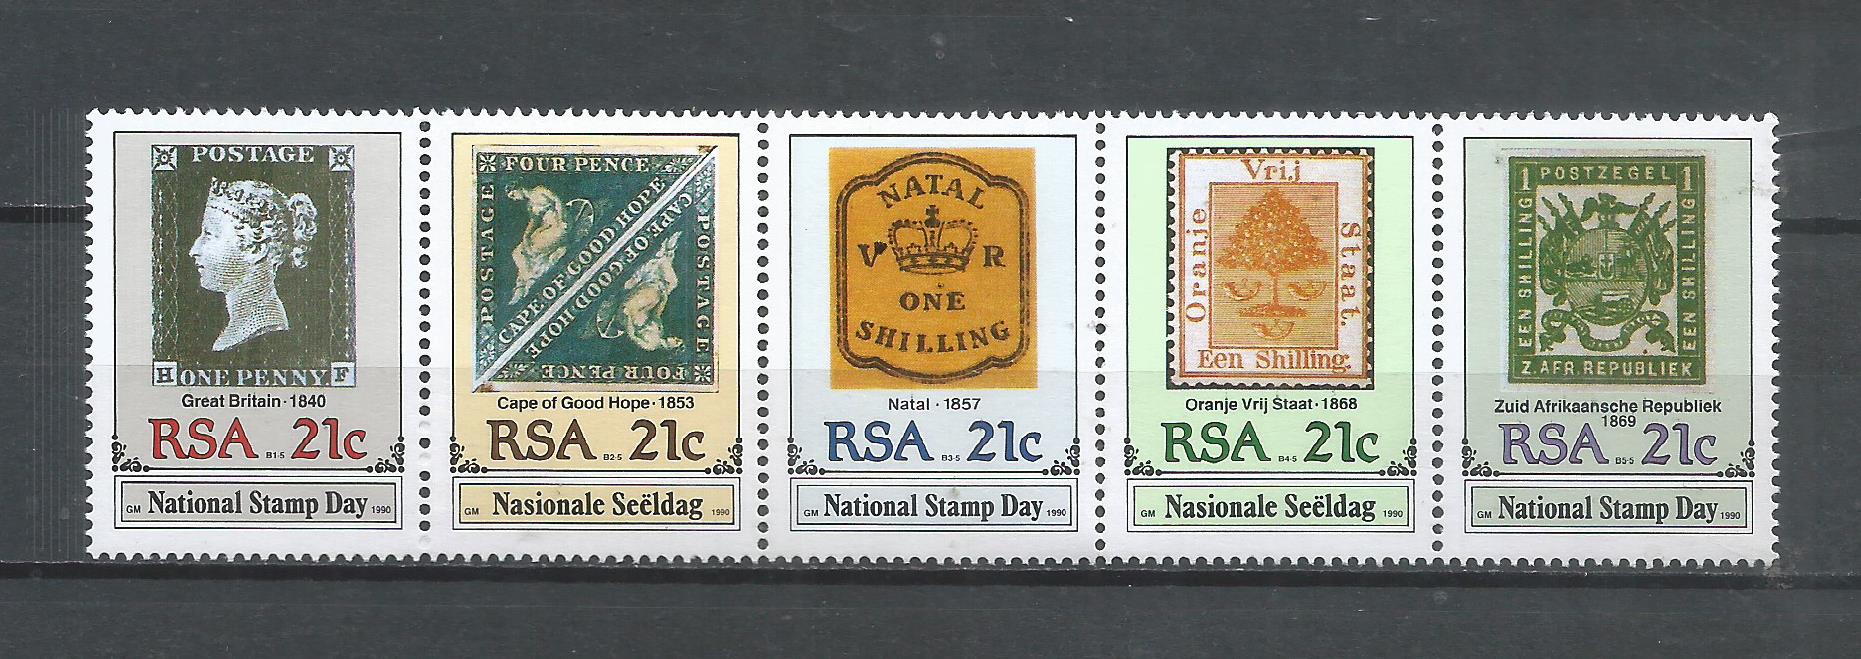 POSTAGE
H ONE PENNY. F
Great Britain · 1840
RSA B1·5 21c
GM National Stamp Day 1990
FOUR PENCE
POSTAGE
CAPE OF GOOD HOPE
CAPE OF GOOD HOPE
POSTAGE
FOUR PENCE
Cape of Good Hope · 1853
RSA B2·5 21c
GM Nasionale Seëldag 1990
NATAL
V R
ONE
SHILLING
Natal · 1857
RSA B3·5 21c
GM National Stamp Day 1990
Vrij
Oranje
Staat.
Een Shilling.
Oranje Vrij Staat · 1868
RSA B4·5 21c
GM Nasionale Seëldag 1990
1 POSTZEGEL 1
EEN SHILLING
EEN SHILLING
Z. AFR. REPUBLIEK
Zuid Afrikaansche Republiek
1869
RSA B5·5 21c
GM National Stamp Day 1990